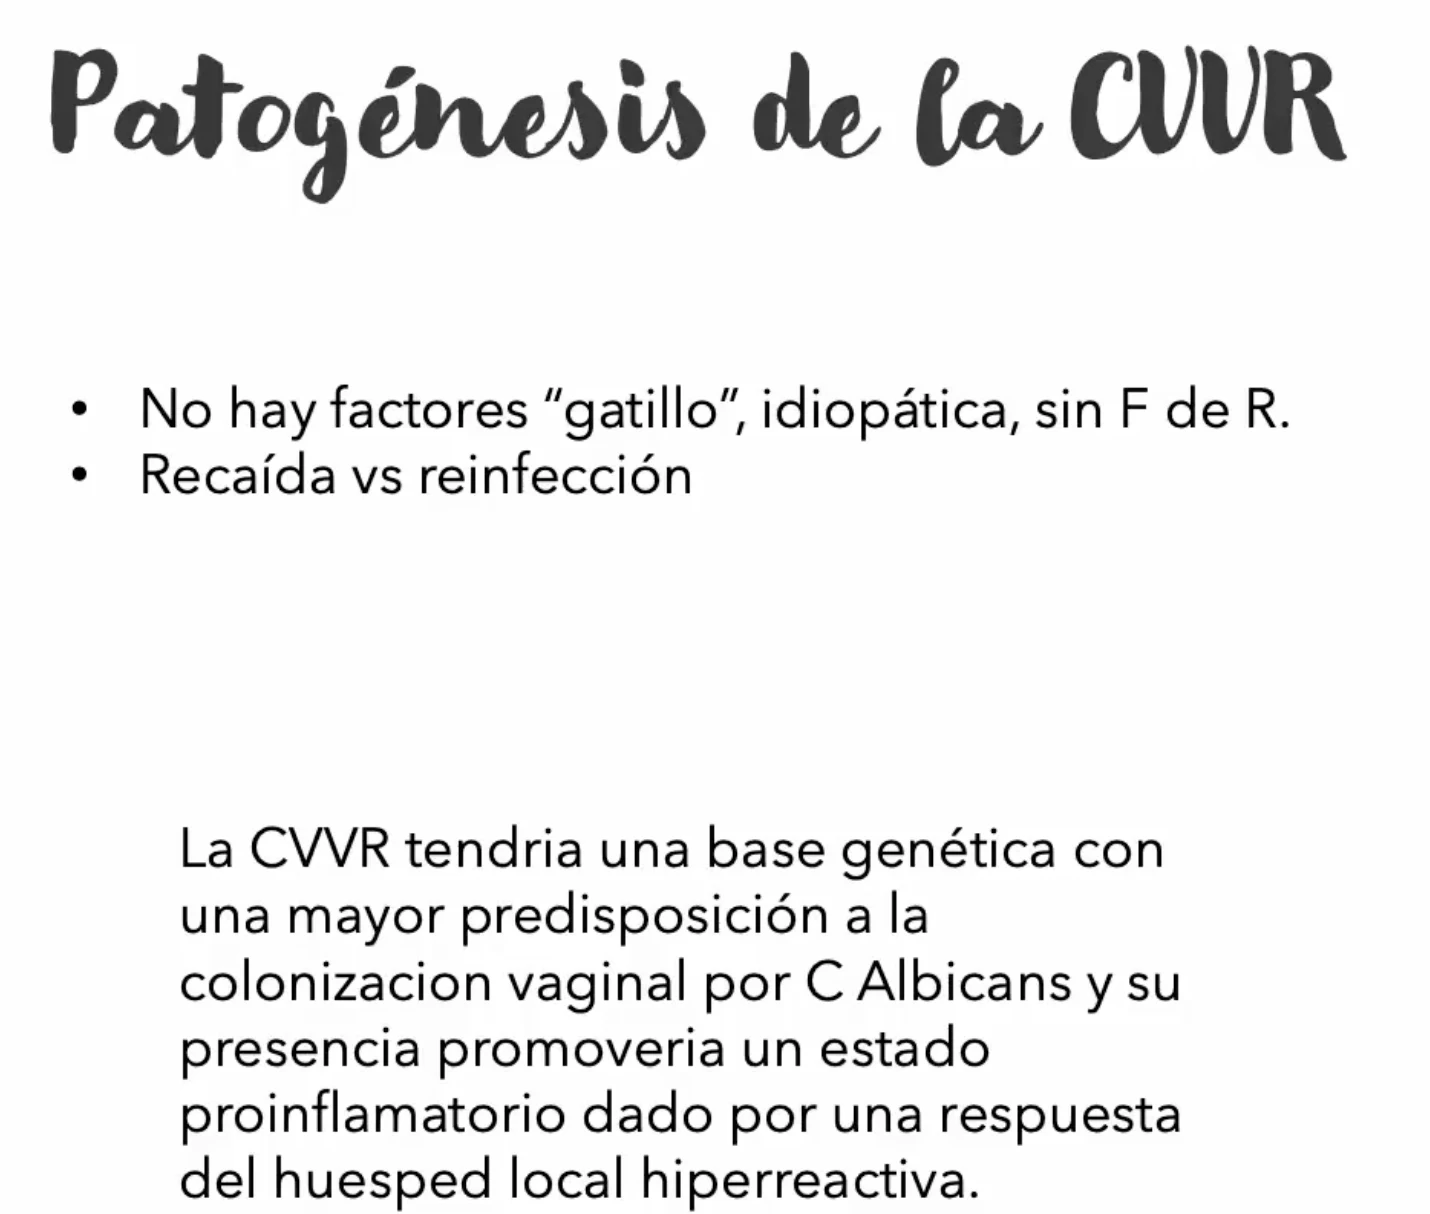 Patogénesis de la CVVR
• No hay factores “gatillo”, idiopática, sin F de R.
• Recaída vs reinfección
La CVVR tendria una base genética con
una mayor predisposición a la
colonizacion vaginal por C Albicans y su
presencia promoveria un estado
proinflamatorio dado por una respuesta
del huesped local hiperreactiva.